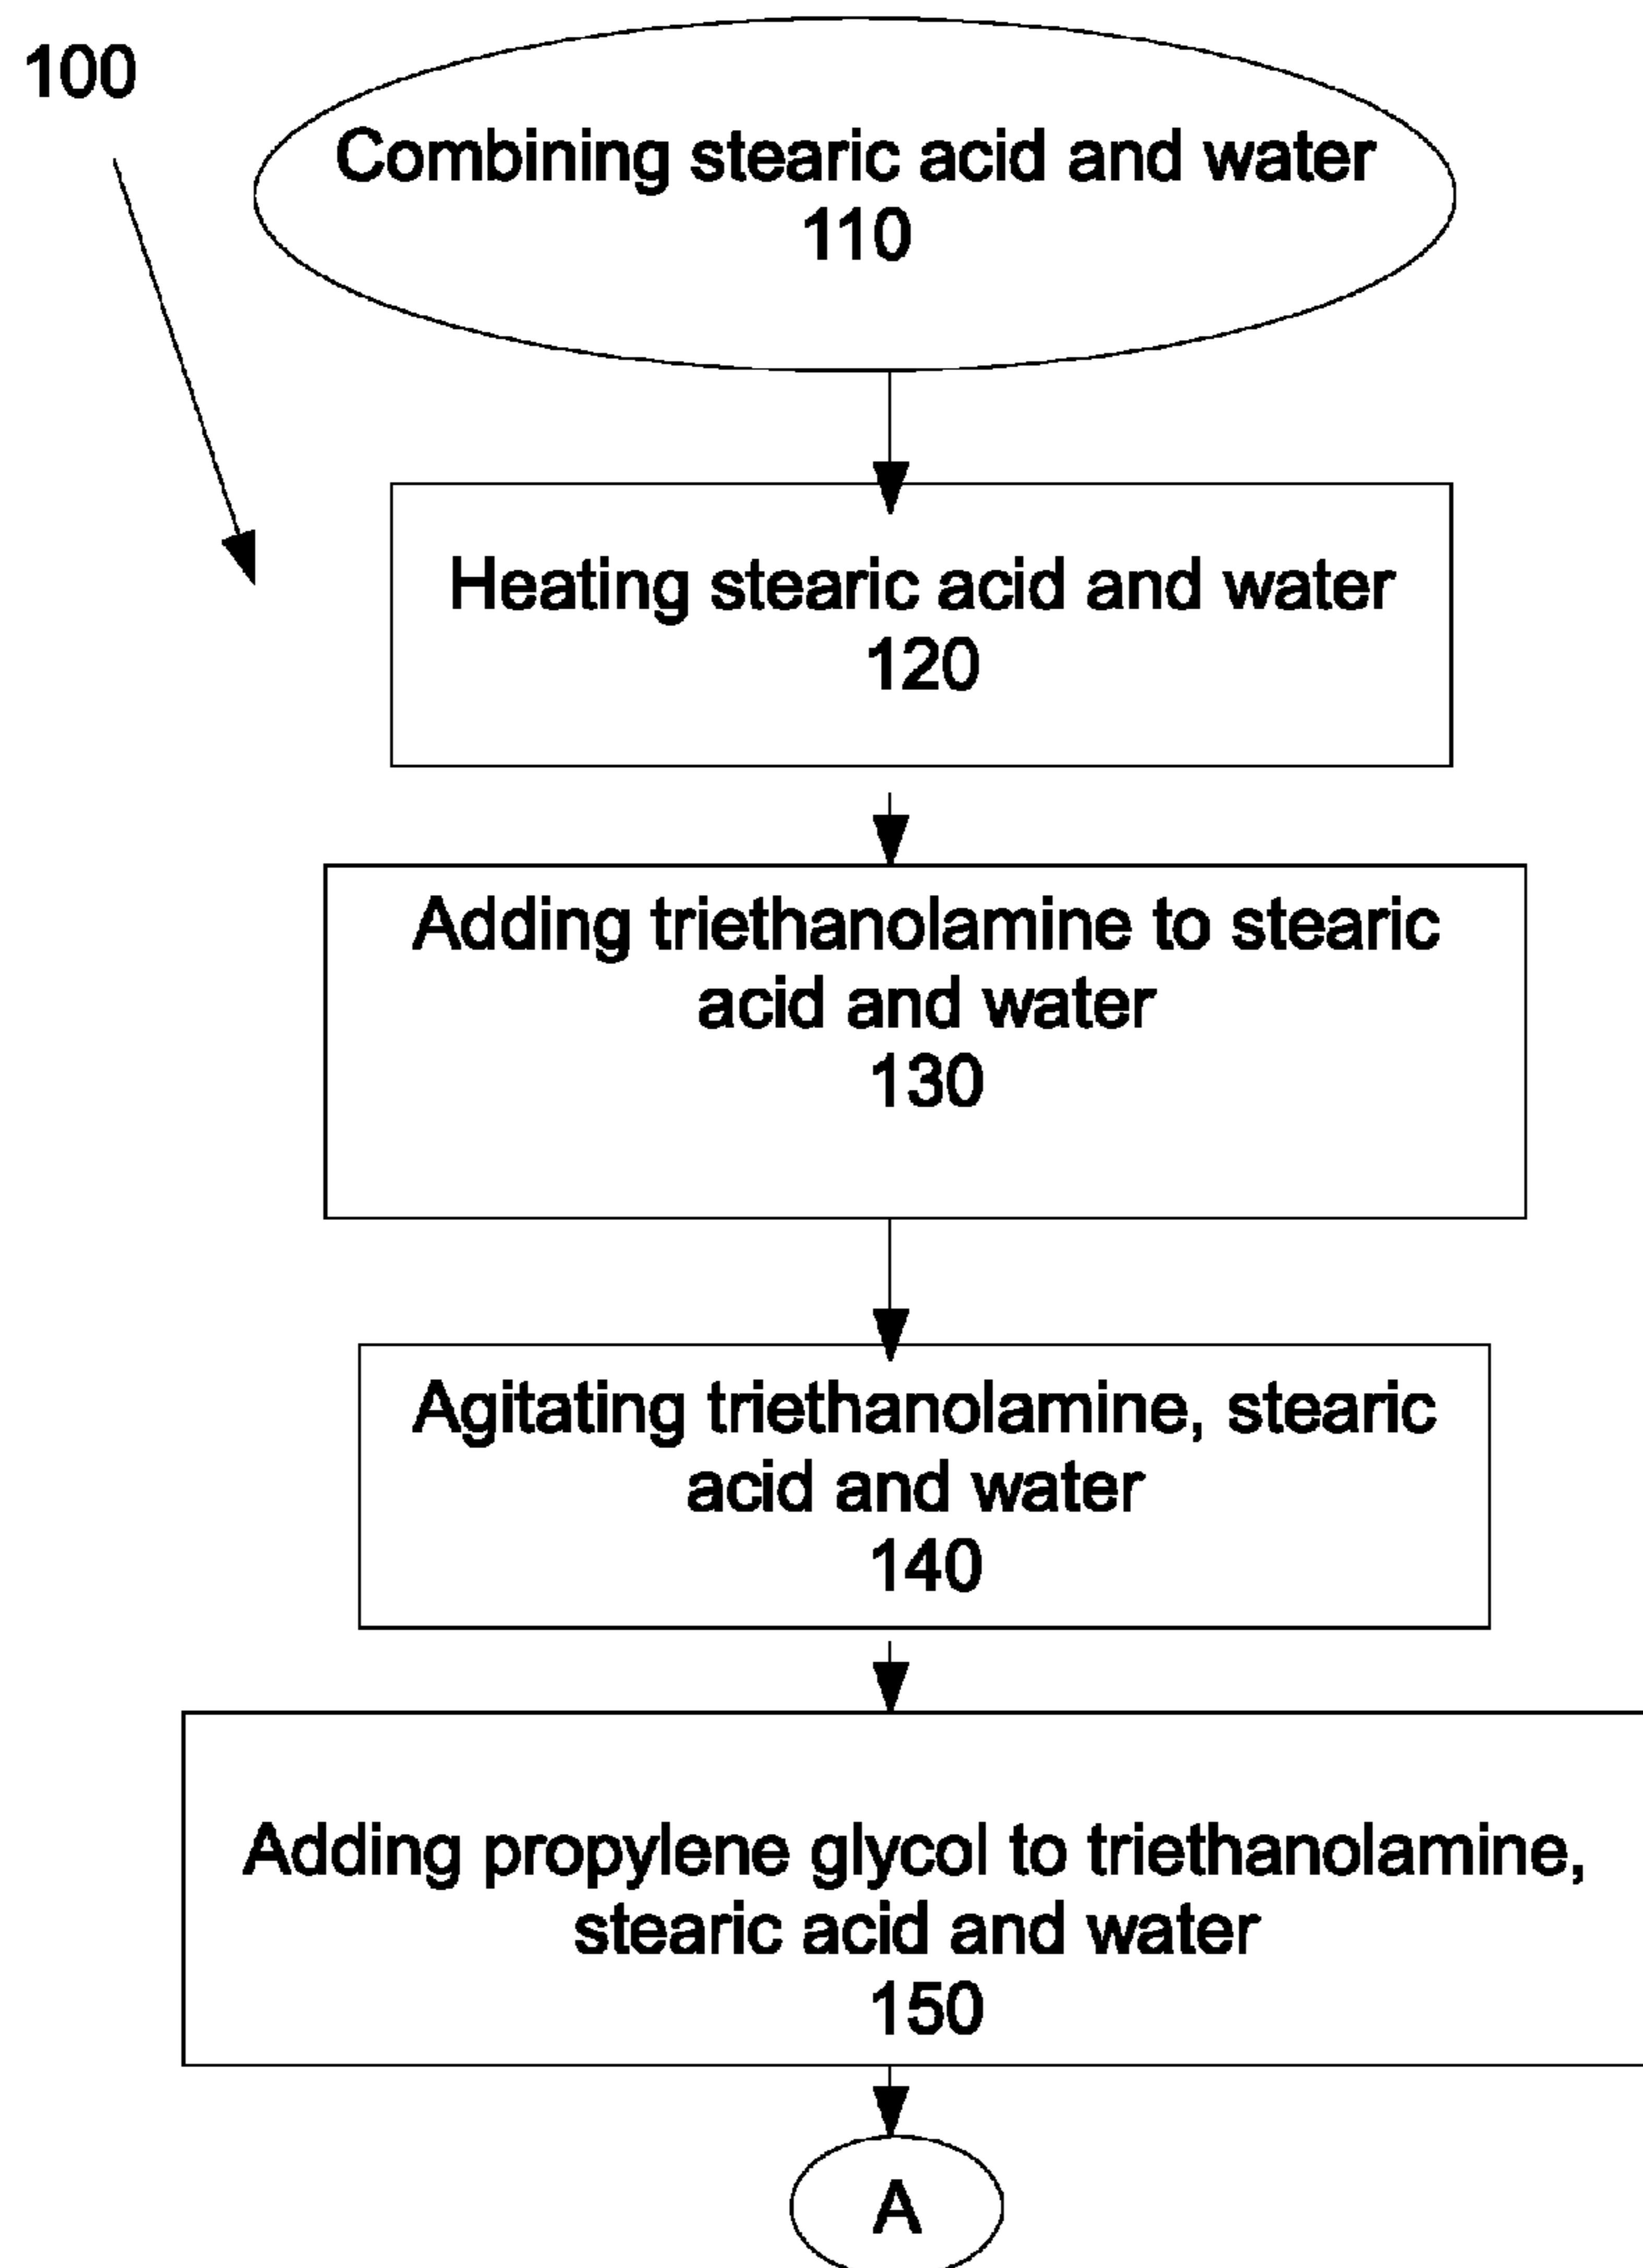 100
Combining stearic acid and water
110
Heating stearic acid and water
120
Adding triethanolamine to stearic
acid and water
130
Agitating triethanolamine, stearic
acid and water
140
Adding propylene glycol to triethanolamine,
stearic acid and water
150
A